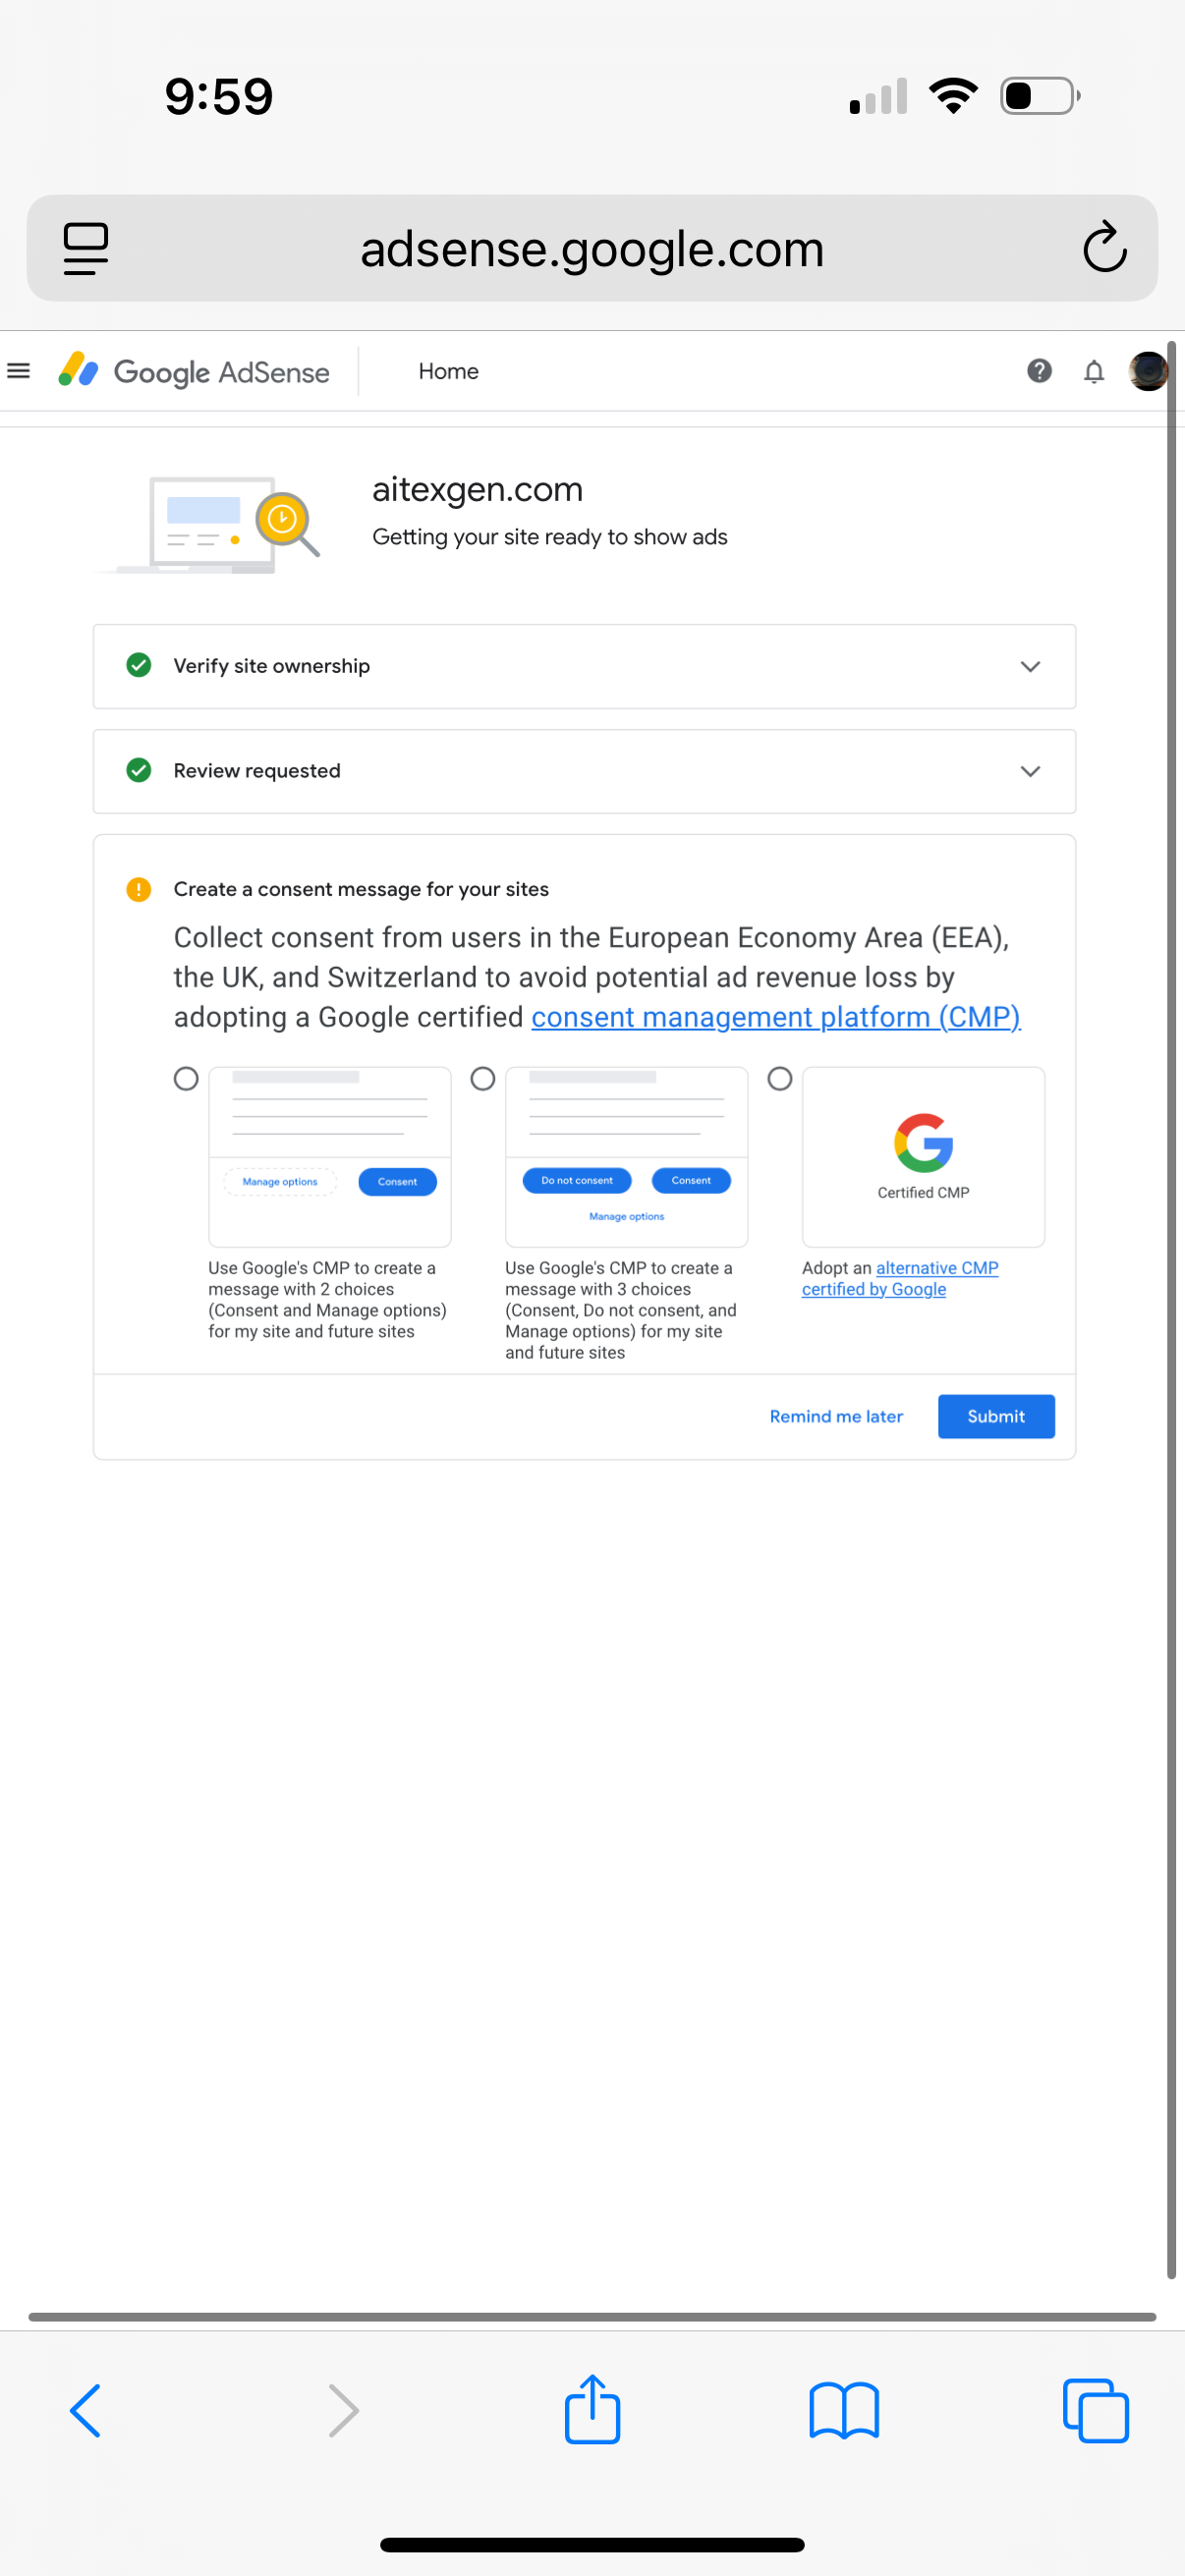 9:59
adsense.google.com
Google AdSense
Home
aitexgen.com
Getting your site ready to show ads
Verify site ownership
Review requested
Create a consent message for your sites
Collect consent from users in the European Economy Area (EEA),
the UK, and Switzerland to avoid potential ad revenue loss by
adopting a Google certified consent management platform (CMP)
Manage options
Consent
Use Google's CMP to create a
message with 2 choices
(Consent and Manage options)
for my site and future sites
Do not consent
Consent
Manage options
Use Google's CMP to create a
message with 3 choices
(Consent, Do not consent, and
Manage options) for my site
and future sites
Certified CMP
Adopt an alternative CMP
certified by Google
Remind me later
Submit